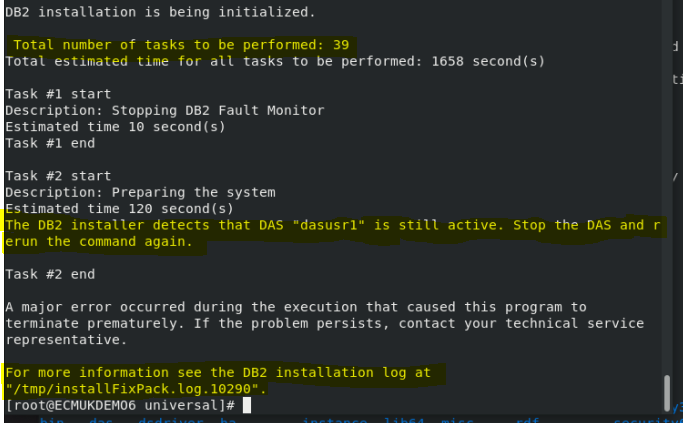 DB2 installation is being initialized.
Total number of tasks to be performed: 39
Total estimated time for all tasks to be performed: 1658 second(s)
Task #1 start
Description: Stopping DB2 Fault Monitor
Estimated time 10 second(s)
Task #1 end
Task #2 start
Description: Preparing the system
Estimated time 120 second(s)
The DB2 installer detects that DAS "dasusr1" is still active. Stop the DAS and r
erun the command again.
Task #2 end
A major error occurred during the execution that caused this program to
terminate prematurely. If the problem persists, contact your technical service
representative.
For more information see the DB2 installation log at
"/tmp/installFixPack.log.10290".
[root@ECMUKDEMO6 universal]#